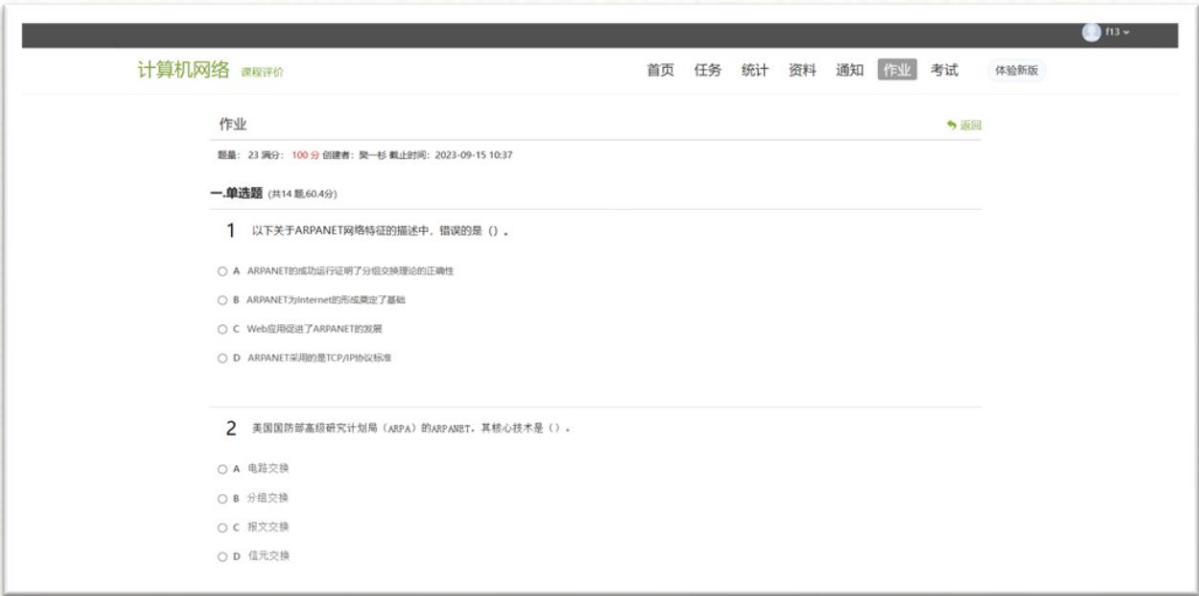 f13
计算机网络 课程评价 首页 任务 统计 资料 通知 作业 考试 体验新版
作业 返回
题量： 23 满分： 100 分 创建者：樊一杉 截止时间：2023-09-15 10:37
一.单选题 (共14 题,60.4分)
1 以下关于ARPANET网络特征的描述中，错误的是（）。
A ARPANET的成功运行证明了分组交换理论的正确性
B ARPANET为Internet的形成奠定了基础
C Web应用促进了ARPANET的发展
D ARPANET采用的是TCP/IP协议标准
2 美国国防部高级研究计划局（ARPA）的ARPANET，其核心技术是（）。
A 电路交换
B 分组交换
C 报文交换
D 信元交换